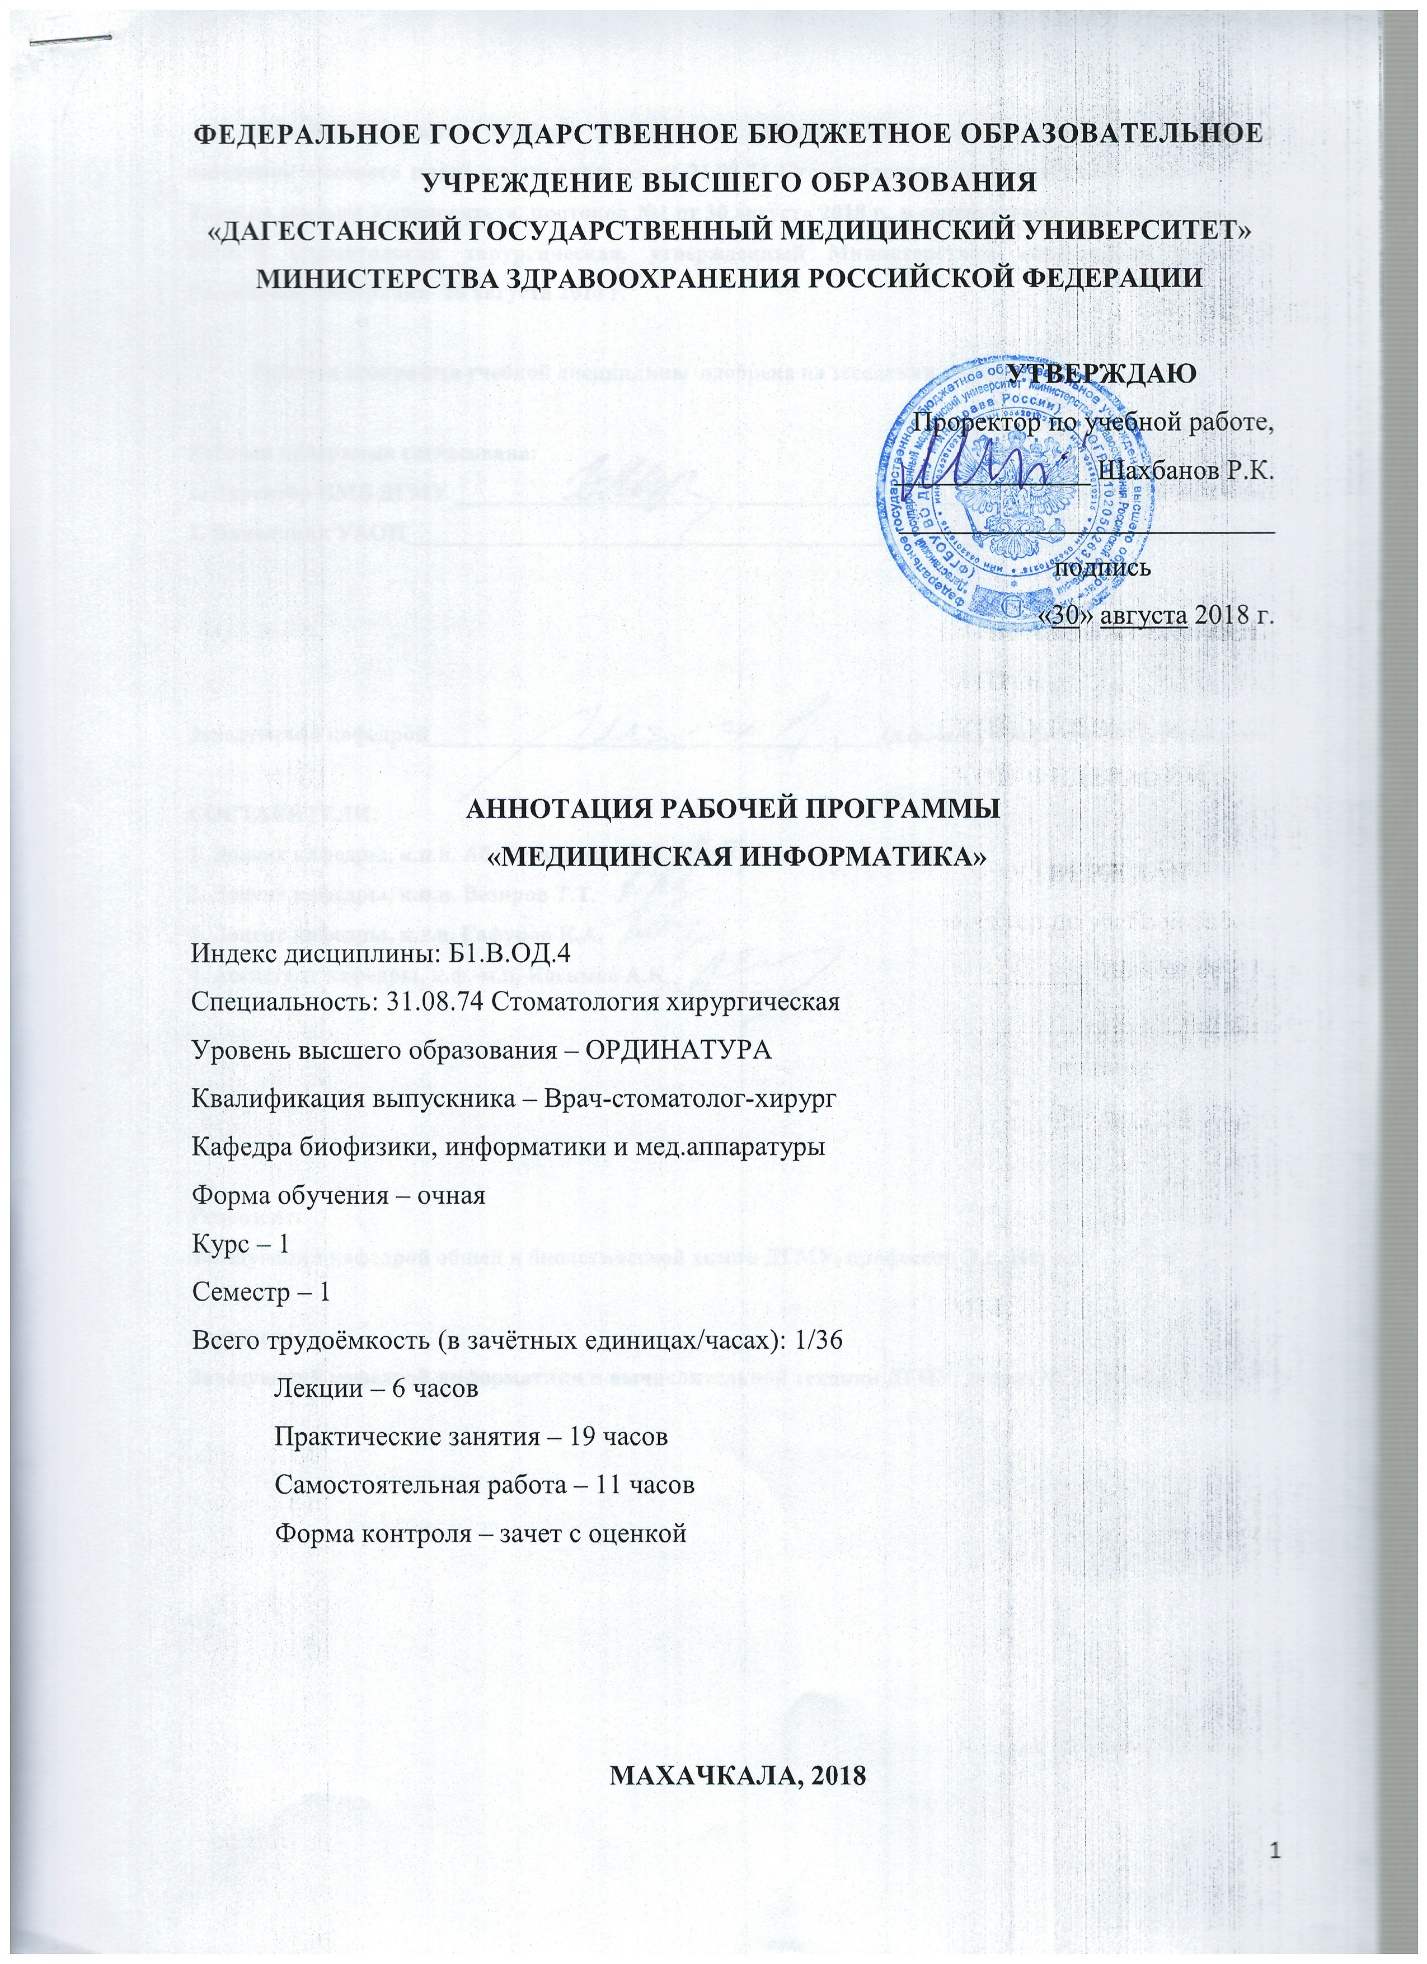 ФЕДЕРАЛЬНОЕ ГОСУДАРСТВЕННОЕ БЮДЖЕТНОЕ ОБРАЗОВАТЕЛЬНОЕ
УЧРЕЖДЕНИЕ ВЫСШЕГО ОБРАЗОВАНИЯ
«ДАГЕСТАНСКИЙ ГОСУДАРСТВЕННЫЙ МЕДИЦИНСКИЙ УНИВЕРСИТЕТ»
МИНИСТЕРСТВА ЗДРАВООХРАНЕНИЯ РОССИЙСКОЙ ФЕДЕРАЦИИ
УТВЕРЖДАЮ
Проректор по учебной работе,
Шахбанов Р.К.
подпись
«30» августа 2018 г.
АННОТАЦИЯ РАБОЧЕЙ ПРОГРАММЫ
«МЕДИЦИНСКАЯ ИНФОРМАТИКА»
Индекс дисциплины: Б1.В.ОД.4
Специальность: 31.08.74 Стоматология хирургическая
Уровень высшего образования – ОРДИНАТУРА
Квалификация выпускника – Врач-стоматолог-хирург
Кафедра биофизики, информатики и мед.аппаратуры
Форма обучения – очная
Курс – 1
Семестр – 1
Всего трудоёмкость (в зачётных единицах/часах): 1/36
Лекции – 6 часов
Практические занятия – 19 часов
Самостоятельная работа – 11 часов
Форма контроля – зачет с оценкой
МАХАЧКАЛА, 2018
1